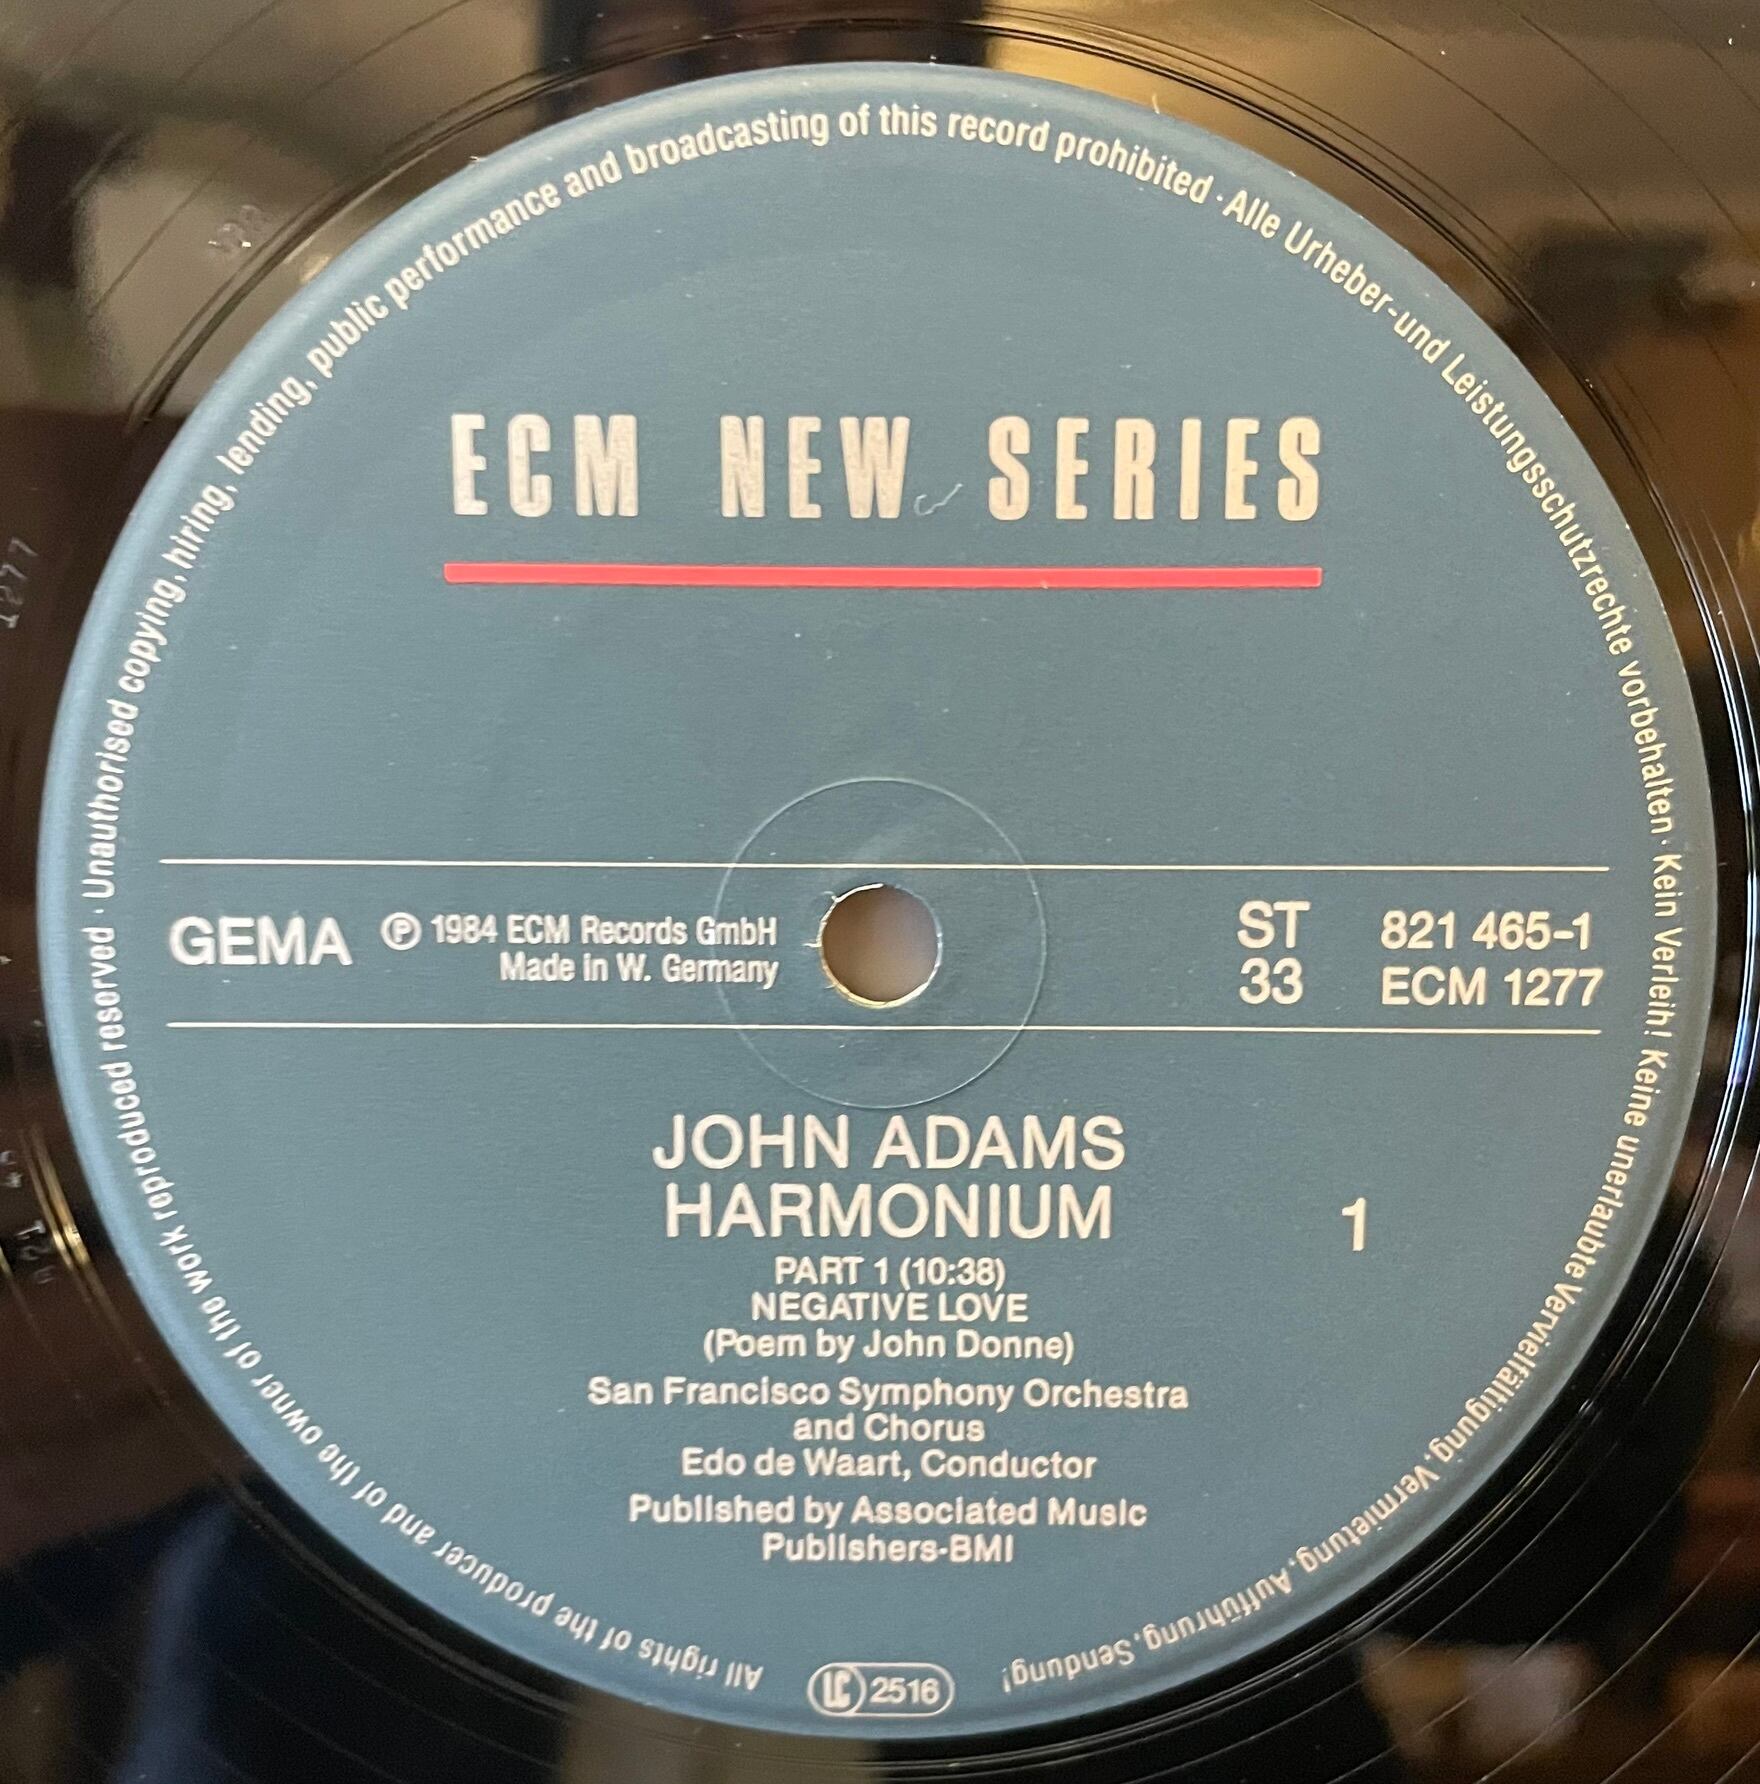 All rights of the producer and of the owner of the work reproduced reserved · Unauthorised copying, hiring, lending, public performance and broadcasting of this record prohibited · Alle Urheber-und Leistungsschutzrechte vorbehalten · Kein Verleih! Keine unerlaubte Vervielfältigung, Vermietung, Aufführung, Sendung!
ECM NEW SERIES
GEMA
℗ 1984 ECM Records GmbH
Made in W. Germany
ST 821 465-1
33 ECM 1277
JOHN ADAMS
HARMONIUM
1
PART 1 (10:38)
NEGATIVE LOVE
(Poem by John Donne)
San Francisco Symphony Orchestra
and Chorus
Edo de Waart, Conductor
Published by Associated Music
Publishers-BMI
LC 2516
1277